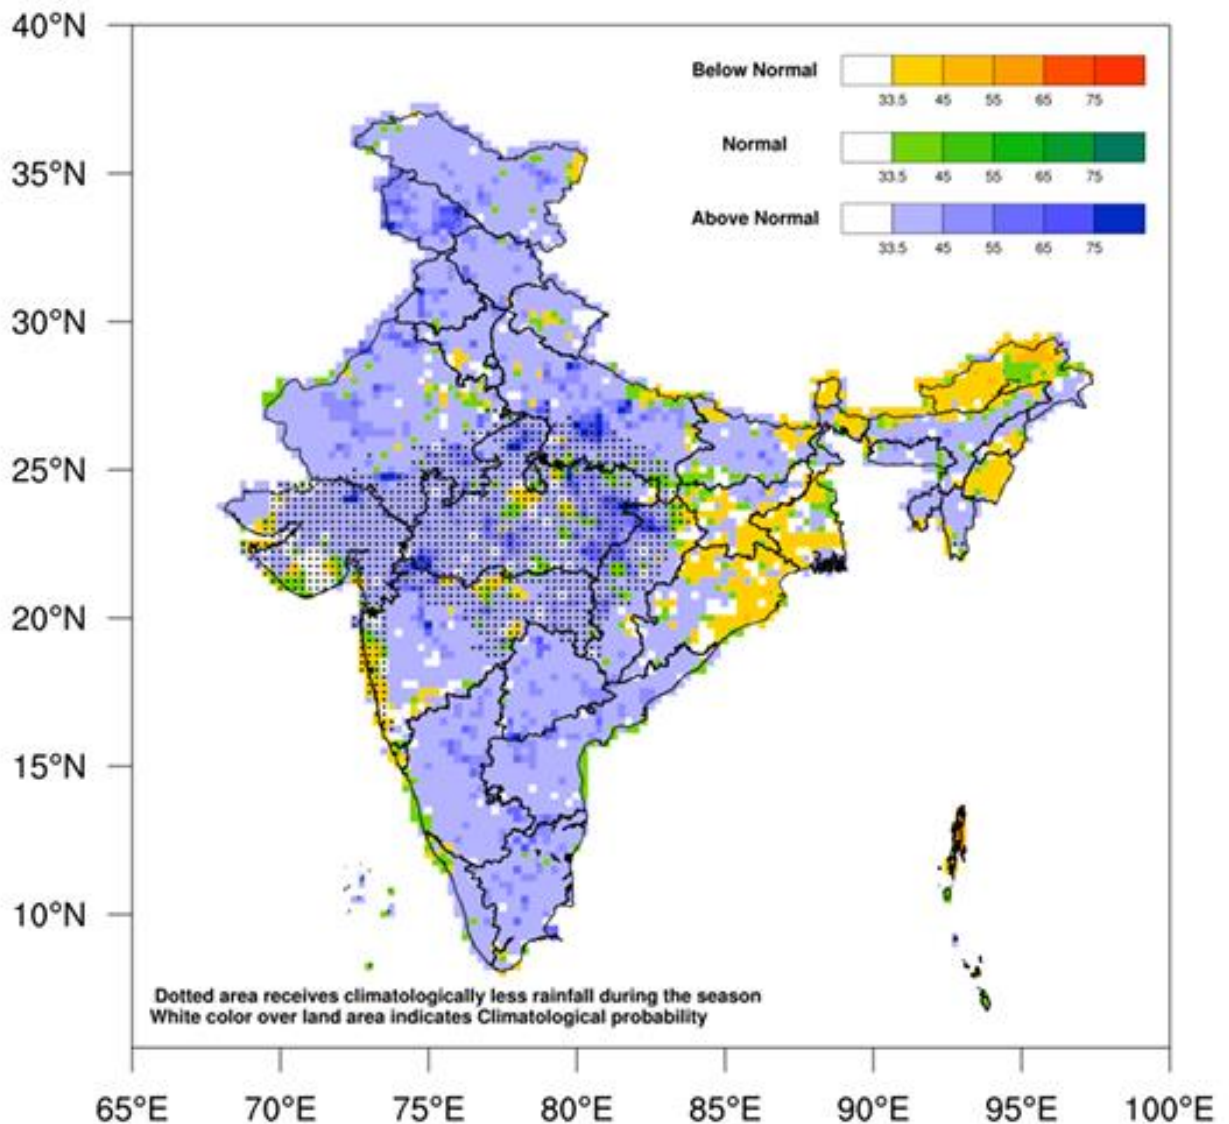 40°N
35°N
30°N
25°N
20°N
15°N
10°N
Below Normal
33.5 45 55 65 75
Normal
33.5 45 55 65 75
Above Normal
33.5 45 55 65 75
Dotted area receives climatologically less rainfall during the season
White color over land area indicates Climatological probability
65°E 70°E 75°E 80°E 85°E 90°E 95°E 100°E